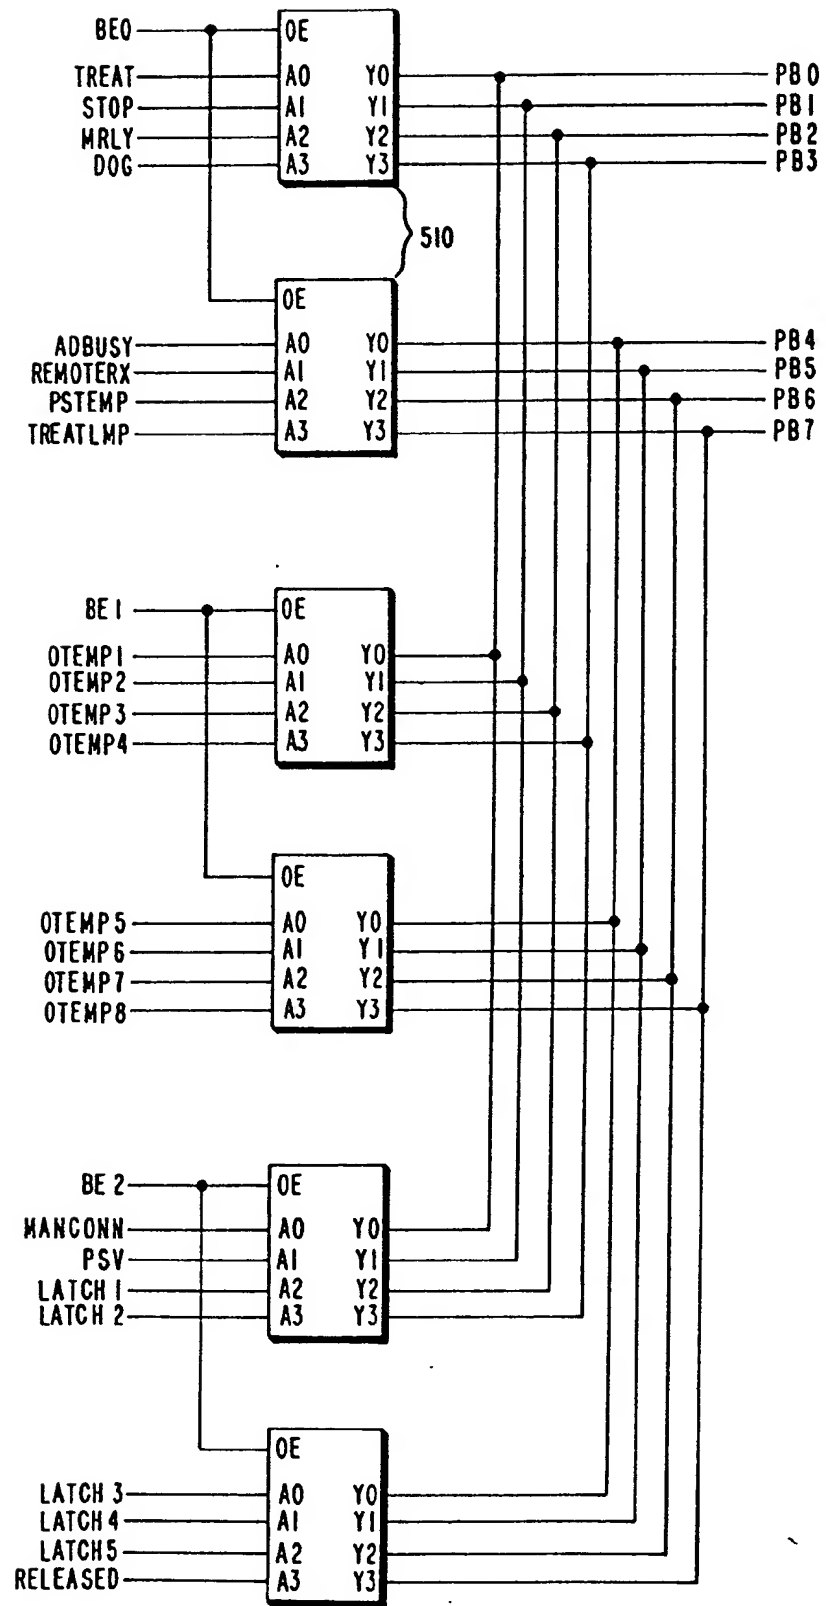 BE0 OE
TREAT A0 Y0 PB0
STOP A1 Y1 PB1
MRLY A2 Y2 PB2
DOG A3 Y3 PB3
510
OE
ADBUSY A0 Y0 PB4
REMOTERX A1 Y1 PB5
PSTEMP A2 Y2 PB6
TREATLMP A3 Y3 PB7
BE1 OE
OTEMP1 A0 Y0
OTEMP2 A1 Y1
OTEMP3 A2 Y2
OTEMP4 A3 Y3
OE
OTEMP5 A0 Y0
OTEMP6 A1 Y1
OTEMP7 A2 Y2
OTEMP8 A3 Y3
BE2 OE
MANCONN A0 Y0
PSV A1 Y1
LATCH1 A2 Y2
LATCH2 A3 Y3
OE
LATCH3 A0 Y0
LATCH4 A1 Y1
LATCH5 A2 Y2
RELEASED A3 Y3